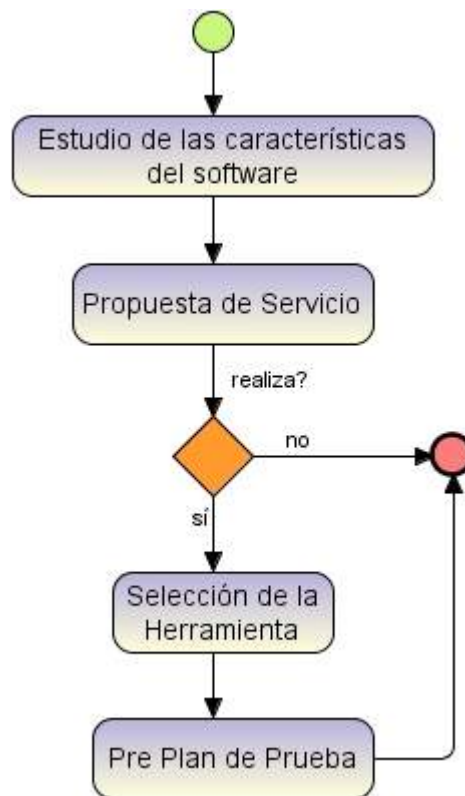 Estudio de las características
del software
Propuesta de Servicio
realiza?
no
sí
Selección de la
Herramienta
Pre Plan de Prueba